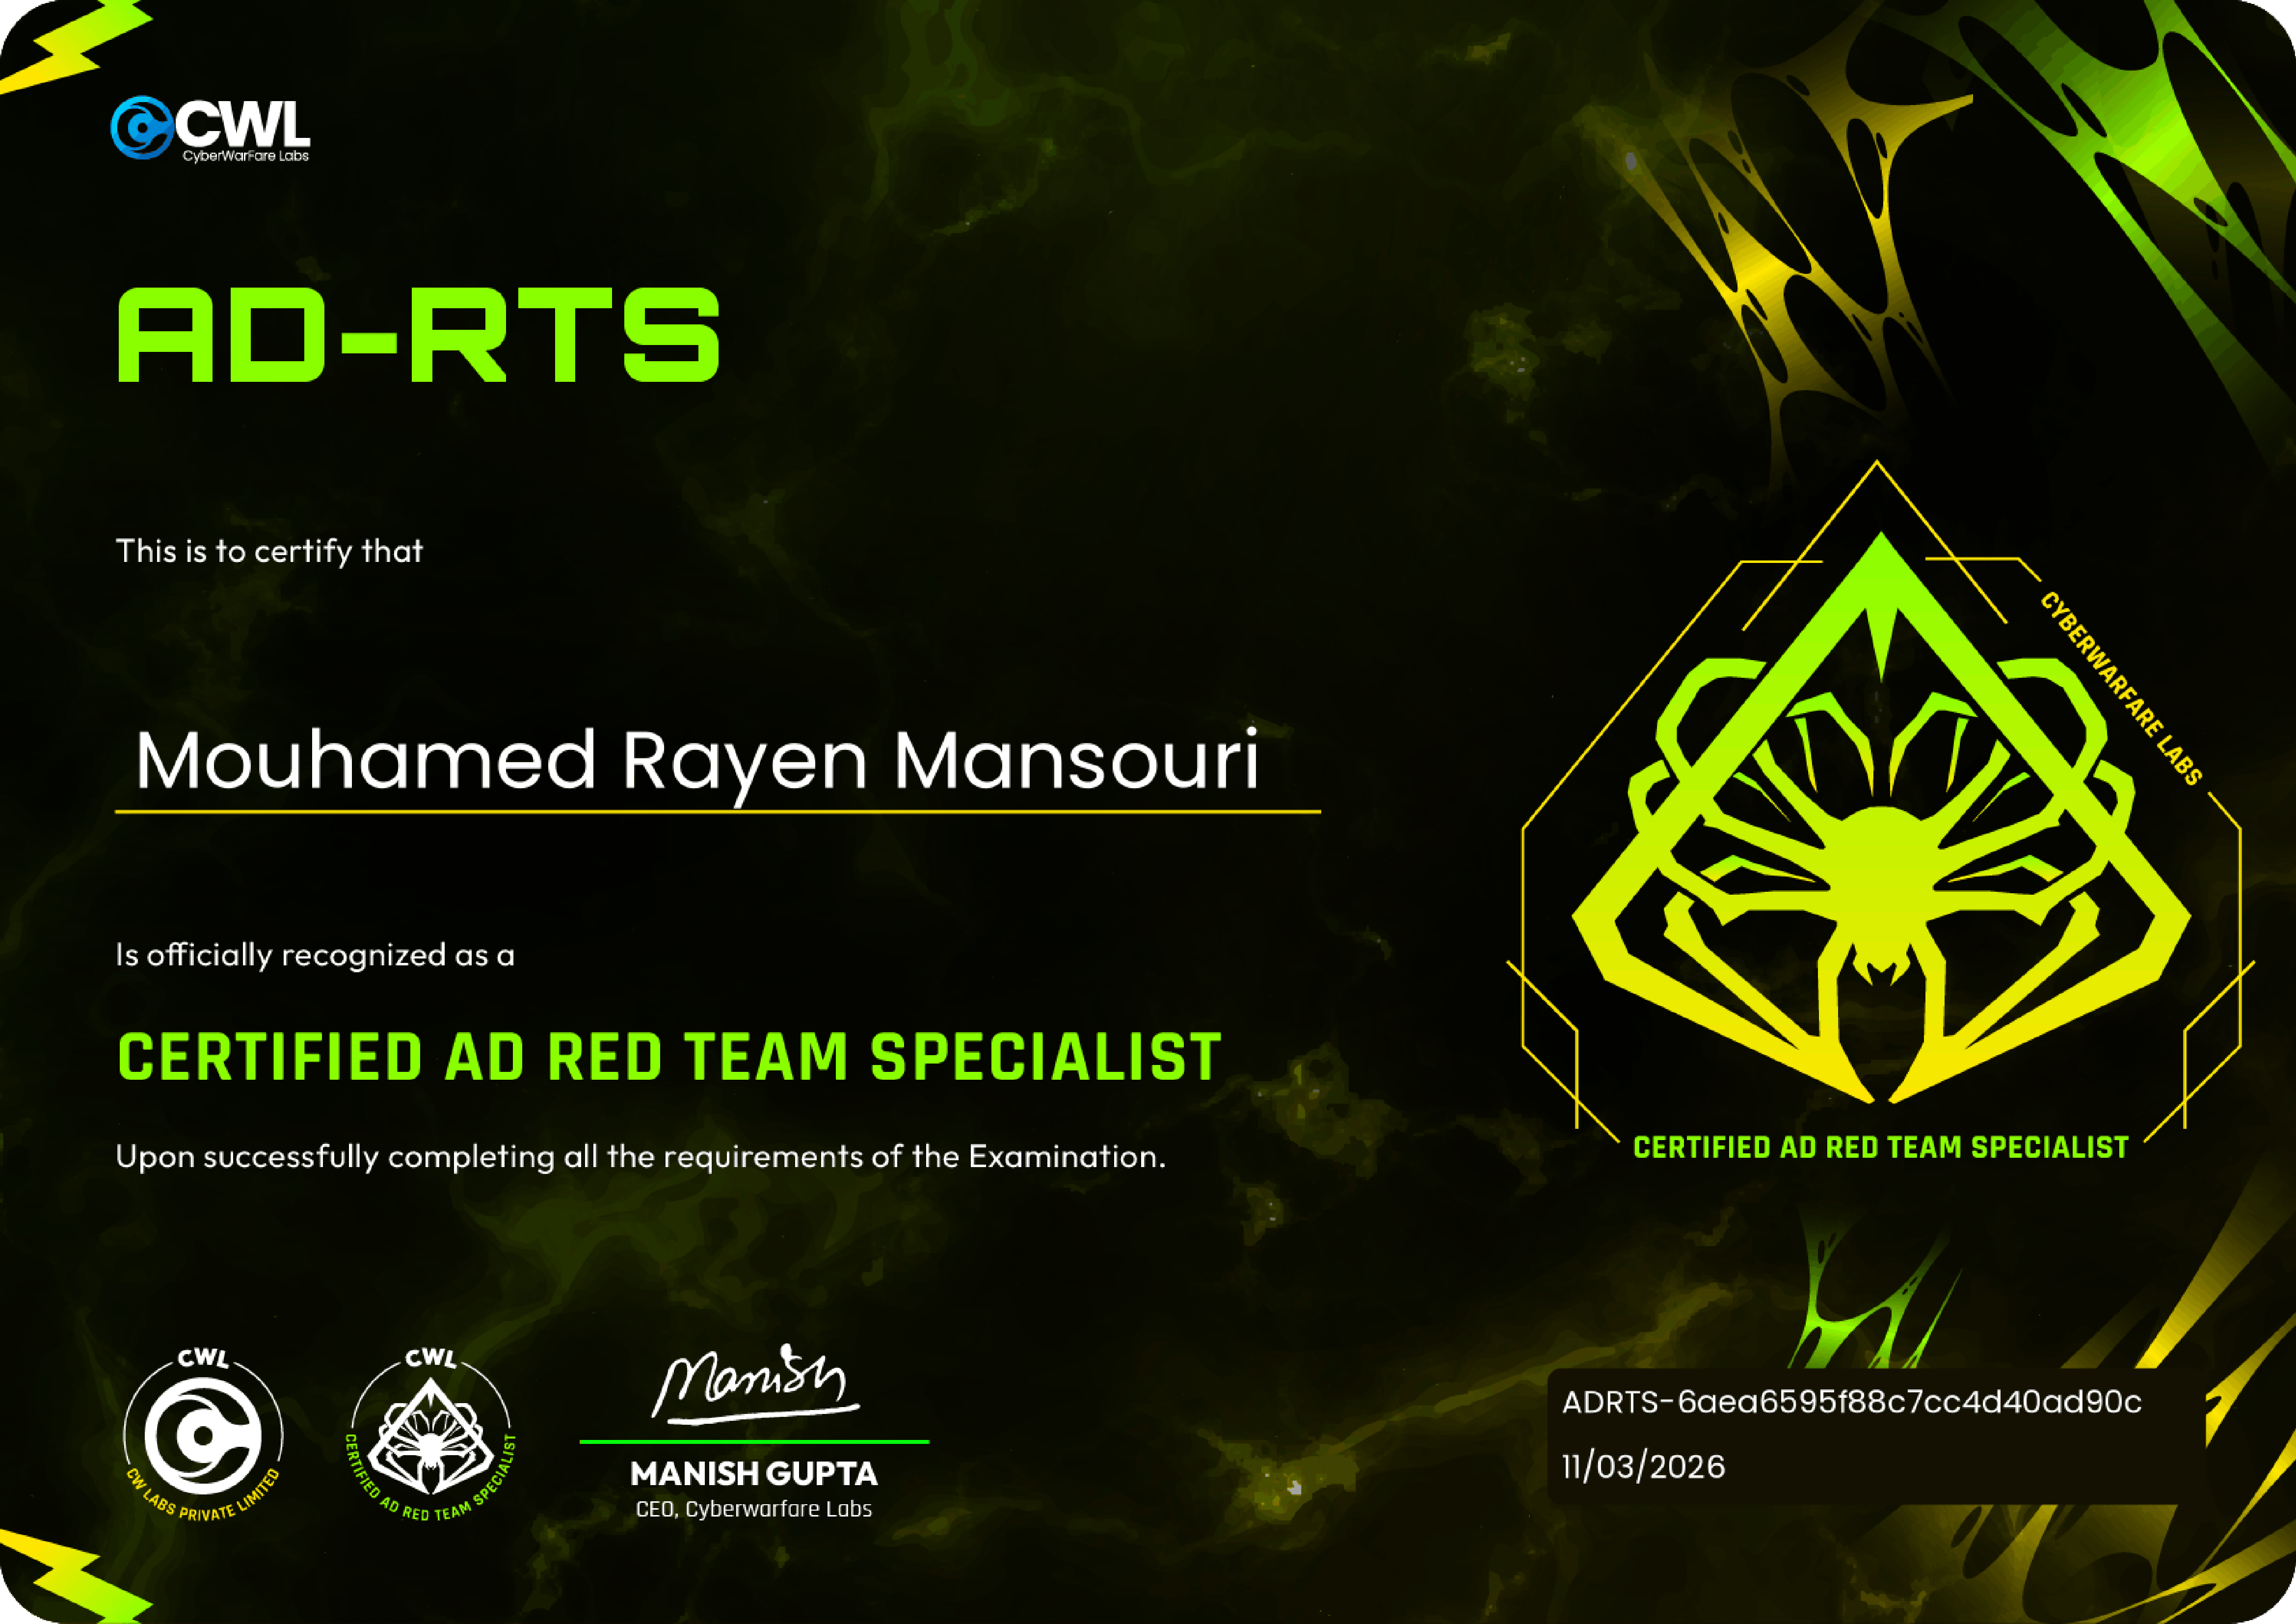 CWL
CyberWarFare Labs
AD-RTS
This is to certify that
Mouhamed Rayen Mansouri
Is officially recognized as a
CERTIFIED AD RED TEAM SPECIALIST
Upon successfully completing all the requirements of the Examination.
CYBERWARFARE LABS
CERTIFIED AD RED TEAM SPECIALIST
CWL
CW LABS PRIVATE LIMITED
CWL
CERTIFIED AD RED TEAM SPECIALIST
Manish
MANISH GUPTA
CEO, Cyberwarfare Labs
ADRTS-6aea6595f88c7cc4d40ad90c
11/03/2026